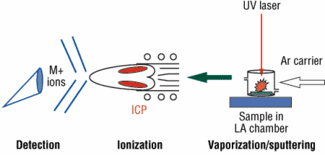 UV laser
M+
ions
Ar carrier
ICP
Sample in
LA chamber
Detection
Ionization
Vaporization/sputtering